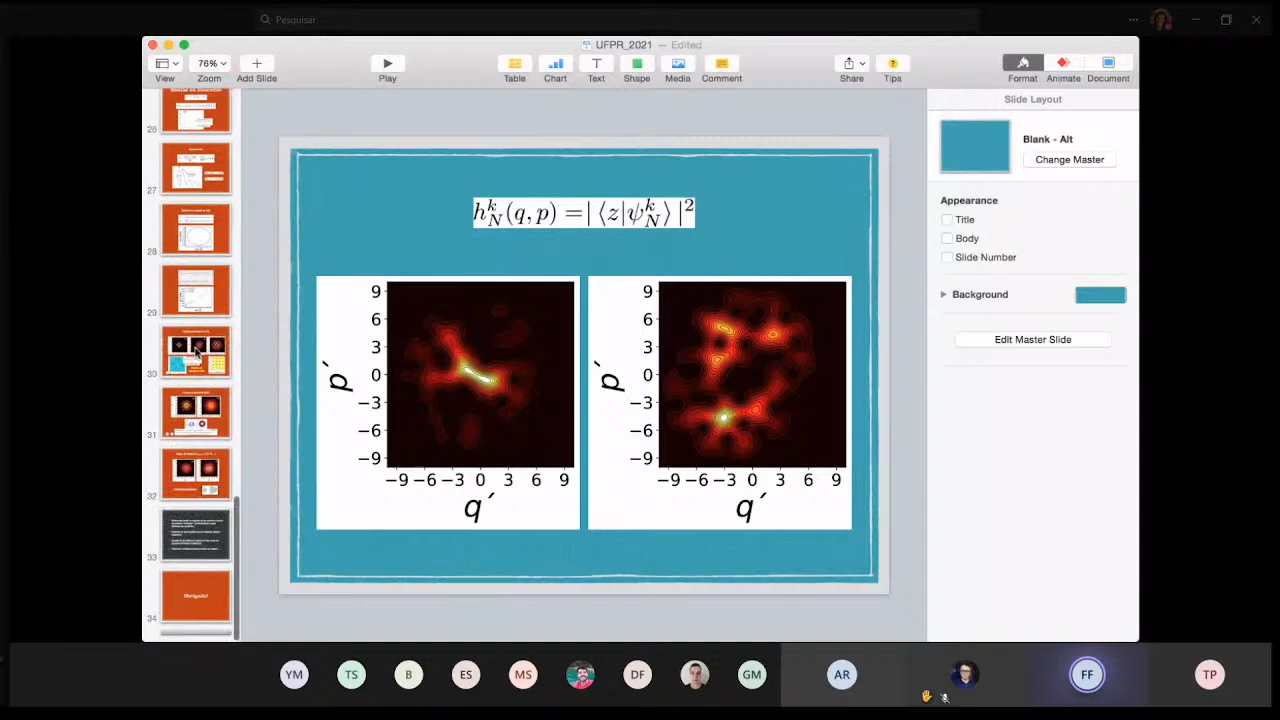 Pesquisar
UFPR_2021 — Edited
View
76%
Zoom
Add Slide
Play
Table
Chart
Text
Shape
Media
Comment
Share
Tips
Format
Animate
Document
26
27
28
29
30
31
32
33
34
Obrigada!
h_N^k(q, p) =| ⟨z|ψ_N^k⟩ |^2
9
6
3
0
−3
−6
−9
p´
−9 −6 −3 0 3 6 9
q´
9
6
3
0
−3
−6
−9
p´
−9 −6 −3 0 3 6 9
q´
Slide Layout
Blank - Alt
Change Master
Appearance
Title
Body
Slide Number
Background
Edit Master Slide
YM
TS
B
ES
MS
DF
GM
AR
FF
TP